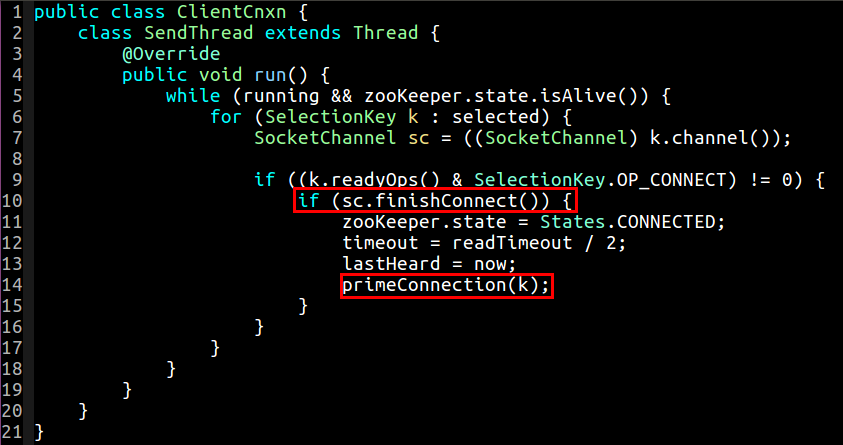 1 public class ClientCnxn {
2     class SendThread extends Thread {
3         @Override
4         public void run() {
5             while (running && zooKeeper.state.isAlive()) {
6                 for (SelectionKey k : selected) {
7                     SocketChannel sc = ((SocketChannel) k.channel());
8
9                     if ((k.readyOps() & SelectionKey.OP_CONNECT) != 0) {
10                         if (sc.finishConnect()) {
11                             zooKeeper.state = States.CONNECTED;
12                             timeout = readTimeout / 2;
13                             lastHeard = now;
14                             primeConnection(k);
15                         }
16                     }
17                 }
18             }
19         }
20     }
21 }